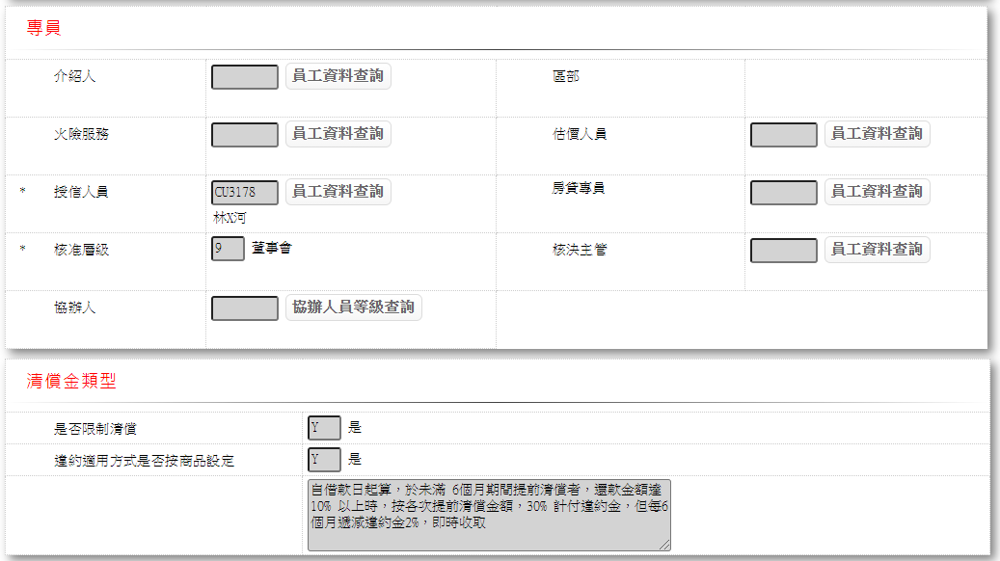 專員
介紹人 員工資料查詢 區部
火險服務 員工資料查詢 估價人員 員工資料查詢
* 授信人員 CU3178 員工資料查詢 房貸專員 員工資料查詢
林X河
* 核准層級 9 董事會 核決主管 員工資料查詢
協辦人 協辦人員等級查詢
清償金類型
是否限制清償 Y 是
違約適用方式是否按商品設定 Y 是
自借款日起算，於未滿 6個月期間提前清償者，還款金額達
10% 以上時，按各次提前清償金額，30% 計付違約金，但每6
個月遞減違約金2%，即時收取